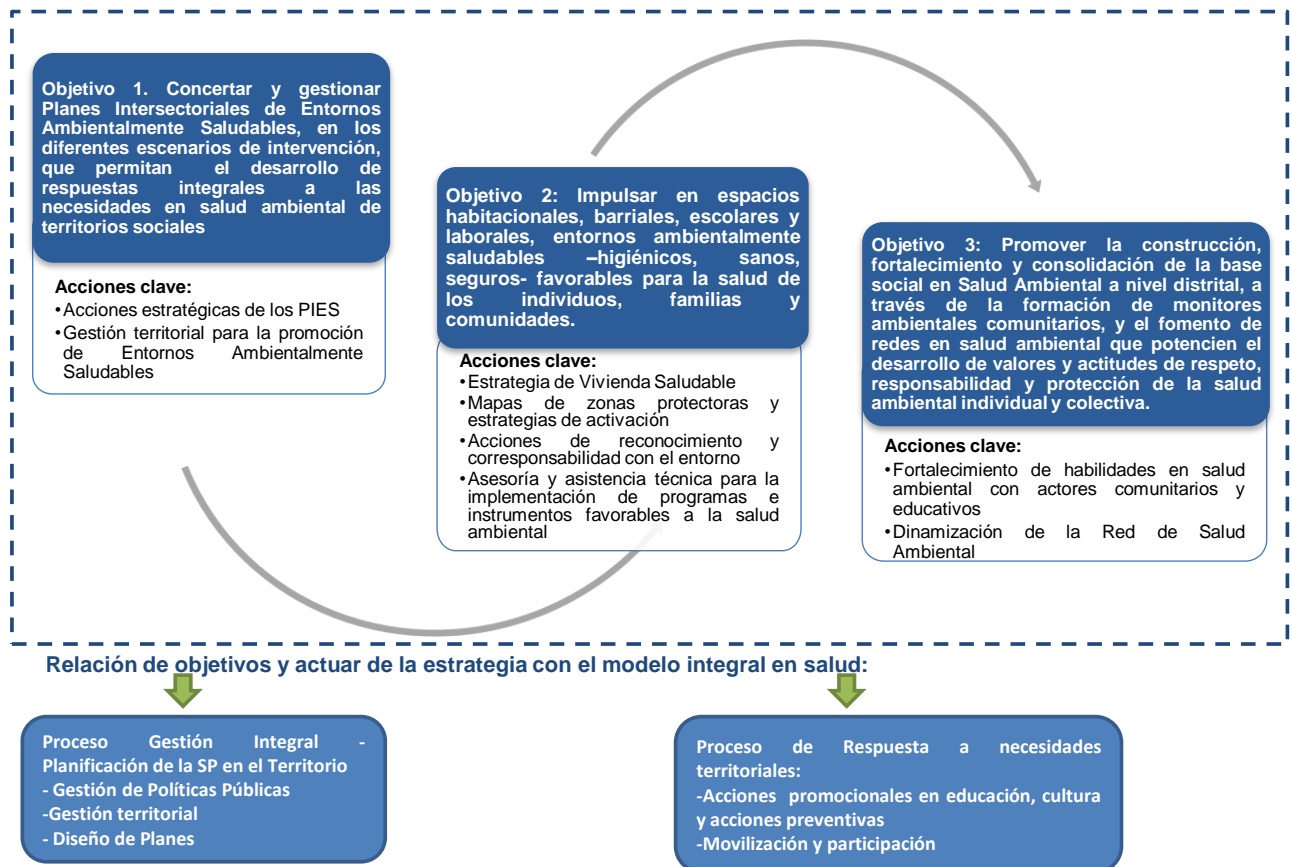 Objetivo 1. Concertar y gestionar
Planes Intersectoriales de Entornos
Ambientalmente Saludables, en los
diferentes escenarios de intervención,
que permitan el desarrollo de
respuestas integrales a las
necesidades en salud ambiental de
territorios sociales
Acciones clave:
•Acciones estratégicas de los PIES
•Gestión territorial para la promoción
de Entornos Ambientalmente
Saludables
Objetivo 2: Impulsar en espacios
habitacionales, barriales, escolares y
laborales, entornos ambientalmente
saludables –higiénicos, sanos,
seguros- favorables para la salud de
los individuos, familias y
comunidades.
Acciones clave:
•Estrategia de Vivienda Saludable
•Mapas de zonas protectoras y
estrategias de activación
•Acciones de reconocimiento y
corresponsabilidad con el entorno
•Asesoría y asistencia técnica para la
implementación de programas e
instrumentos favorables a la salud
ambiental
Objetivo 3: Promover la construcción,
fortalecimiento y consolidación de la base
social en Salud Ambiental a nivel distrital, a
través de la formación de monitores
ambientales comunitarios, y el fomento de
redes en salud ambiental que potencien el
desarrollo de valores y actitudes de respeto,
responsabilidad y protección de la salud
ambiental individual y colectiva.
Acciones clave:
•Fortalecimiento de habilidades en salud
ambiental con actores comunitarios y
educativos
•Dinamización de la Red de Salud
Ambiental
Relación de objetivos y actuar de la estrategia con el modelo integral en salud:
Proceso Gestión Integral -
Planificación de la SP en el Territorio
- Gestión de Políticas Públicas
-Gestión territorial
- Diseño de Planes
Proceso de Respuesta a necesidades
territoriales:
-Acciones promocionales en educación, cultura
y acciones preventivas
-Movilización y participación